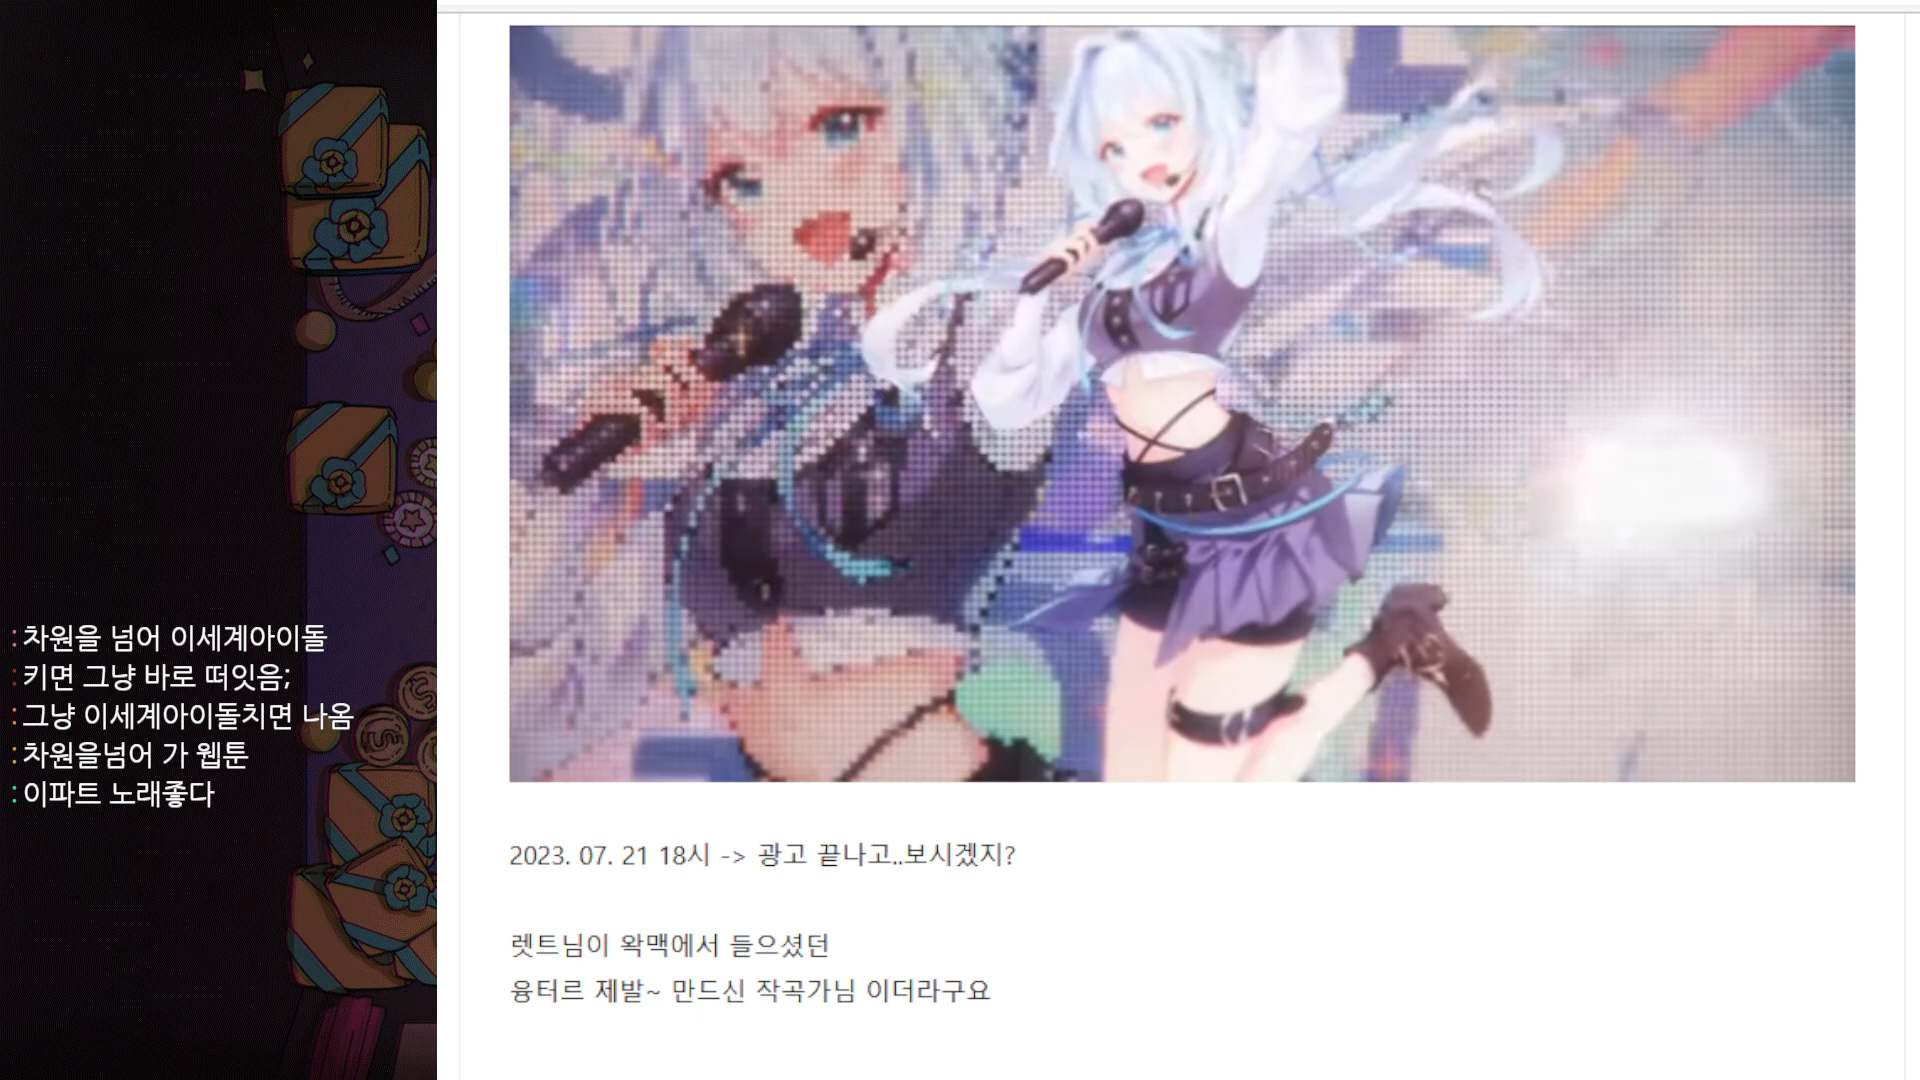 : 차원을 넘어 이세계아이돌
: 키면 그냥 바로 떠잇음;
: 그냥 이세계아이돌치면 나옴
: 차원을넘어 가 웹툰
: 이파트 노래좋다
2023. 07. 21 18시 -> 광고 끝나고..보시겠지?
렛트님이 왁맥에서 들으셨던
융터르 제발~ 만드신 작곡가님 이더라구요